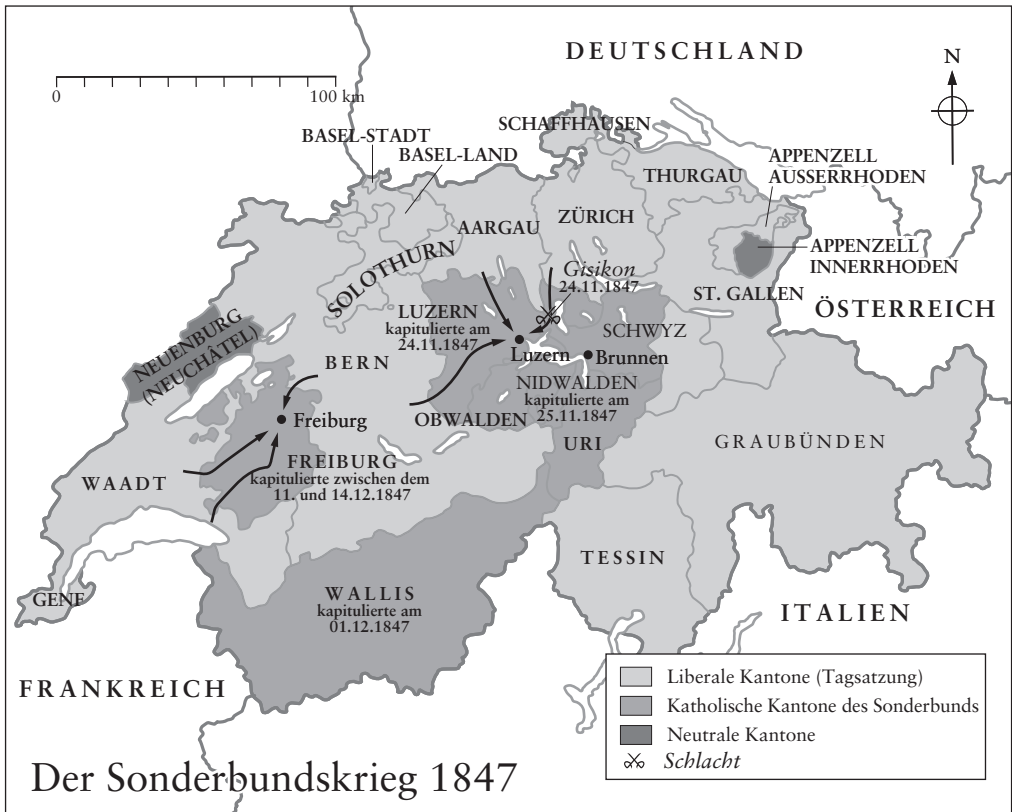 DEUTSCHLAND
N
0
100 km
SCHAFFHAUSEN
BASEL-STADT
BASEL-LAND
THURGAU
APPENZELL
AUSSERRHODEN
AARGAU
ZÜRICH
SOLOTHURN
APPENZELL
INNERRHODEN
Gisikon
24.11.1847
ST. GALLEN
ÖSTERREICH
LUZERN
kapitulierte am
24.11.1847
SCHWYZ
NEUENBURG
(NEUCHÂTEL)
Luzern
Brunnen
BERN
NIDWALDEN
kapitulierte am
25.11.1847
OBWALDEN
Freiburg
URI
GRAUBÜNDEN
FREIBURG
kapitulierte zwischen dem
11. und 14.12.1847
WAADT
TESSIN
GENF
WALLIS
kapitulierte am
01.12.1847
ITALIEN
FRANKREICH
Liberale Kantone (Tagsatzung)
Katholische Kantone des Sonderbunds
Neutrale Kantone
Schlacht
Der Sonderbundskrieg 1847